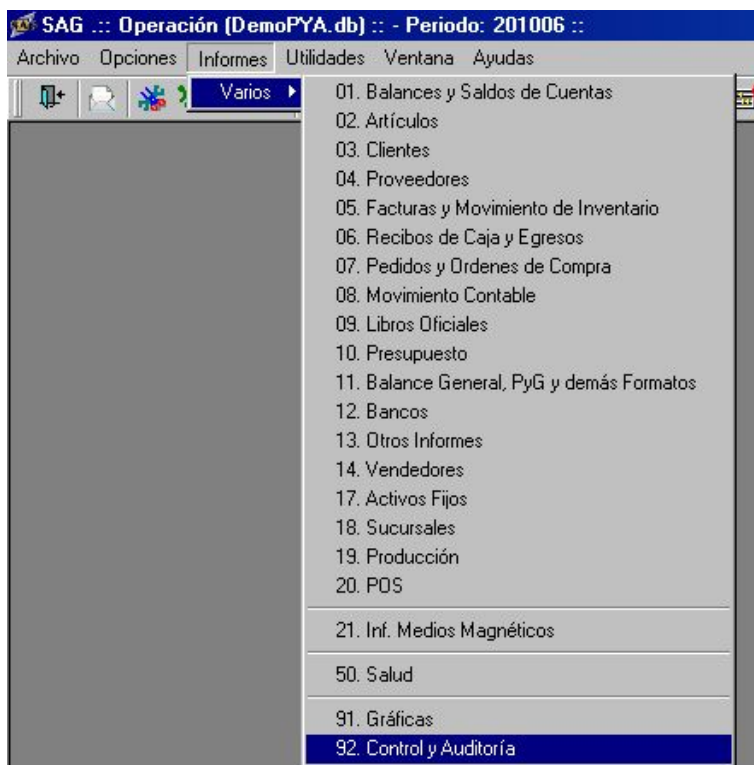 SAG .:: Operación (DemoPYA.db) :: - Periodo: 201006 ::
Archivo Opciones Informes Utilidades Ventana Ayudas
Varios
01. Balances y Saldos de Cuentas
02. Artículos
03. Clientes
04. Proveedores
05. Facturas y Movimiento de Inventario
06. Recibos de Caja y Egresos
07. Pedidos y Ordenes de Compra
08. Movimiento Contable
09. Libros Oficiales
10. Presupuesto
11. Balance General, PyG y demás Formatos
12. Bancos
13. Otros Informes
14. Vendedores
17. Activos Fijos
18. Sucursales
19. Producción
20. POS
21. Inf. Medios Magnéticos
50. Salud
91. Gráficas
92. Control y Auditoría